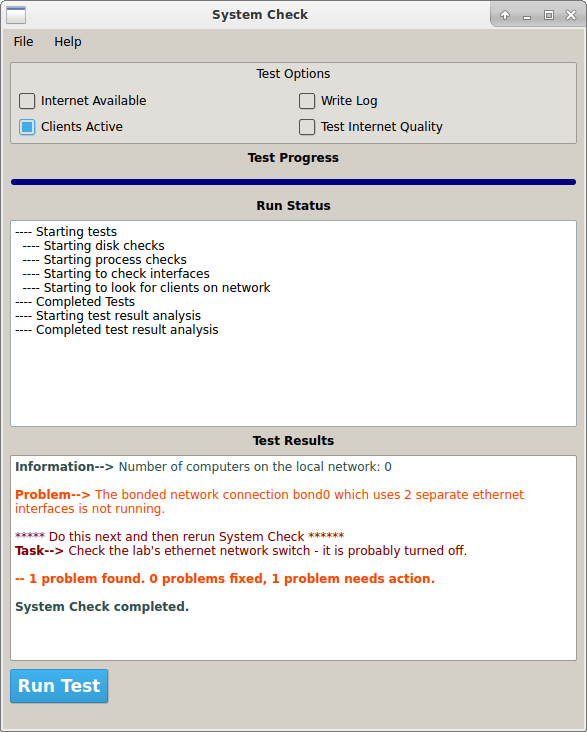 System Check
File Help
Test Options
Internet Available
Write Log
Clients Active
Test Internet Quality
Test Progress
Run Status
---- Starting tests
---- Starting disk checks
---- Starting process checks
---- Starting to check interfaces
---- Starting to look for clients on network
---- Completed Tests
---- Starting test result analysis
---- Completed test result analysis
Test Results
Information--> Number of computers on the local network: 0
Problem--> The bonded network connection bond0 which uses 2 separate ethernet
interfaces is not running.
***** Do this next and then rerun System Check ******
Task--> Check the lab's ethernet network switch - it is probably turned off.
-- 1 problem found. 0 problems fixed, 1 problem needs action.
System Check completed.
Run Test